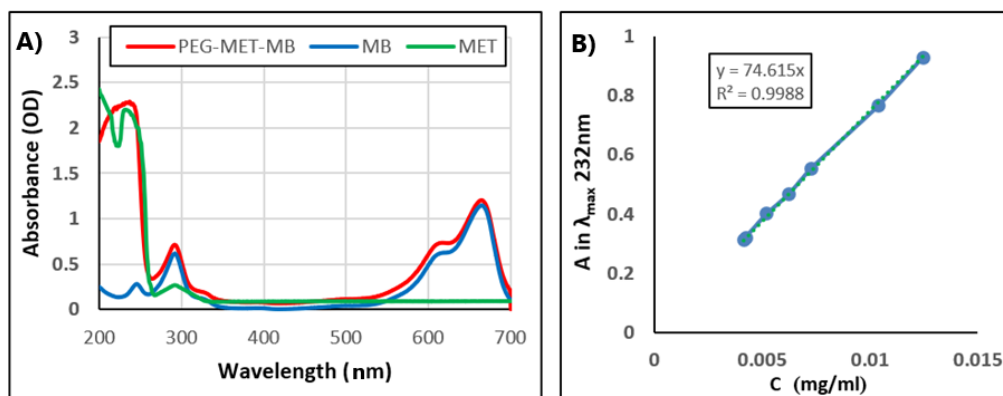 A)
PEG-MET-MB MB MET
3
2.5
2
1.5
1
0.5
0
Absorbance (OD)
200 300 400 500 600 700
Wavelength (nm)
B)
y = 74.615x
R² = 0.9988
1
0.8
0.6
0.4
0.2
0
A in λmax 232nm
0 0.005 0.01 0.015
C (mg/ml)